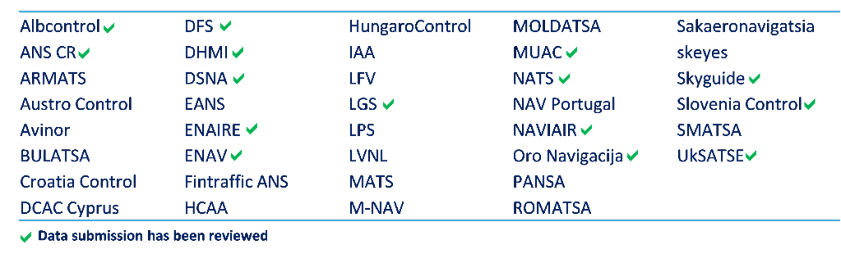 Albcontrol ✓ DFS ✓ HungaroControl MOLDATSA Sakaeronavigatsia
ANS CR ✓ DHMI ✓ IAA MUAC ✓ skeyes
ARMATS DSNA ✓ LFV NATS ✓ Skyguide ✓
Austro Control EANS LGS ✓ NAV Portugal Slovenia Control ✓
Avinor ENAIRE ✓ LPS NAVIAIR ✓ SMATSA
BULATSA ENAV ✓ LVNL Oro Navigacija ✓ UkSATSE ✓
Croatia Control Fintraffic ANS MATS PANSA
DCAC Cyprus HCAA M-NAV ROMATSA
✓ Data submission has been reviewed